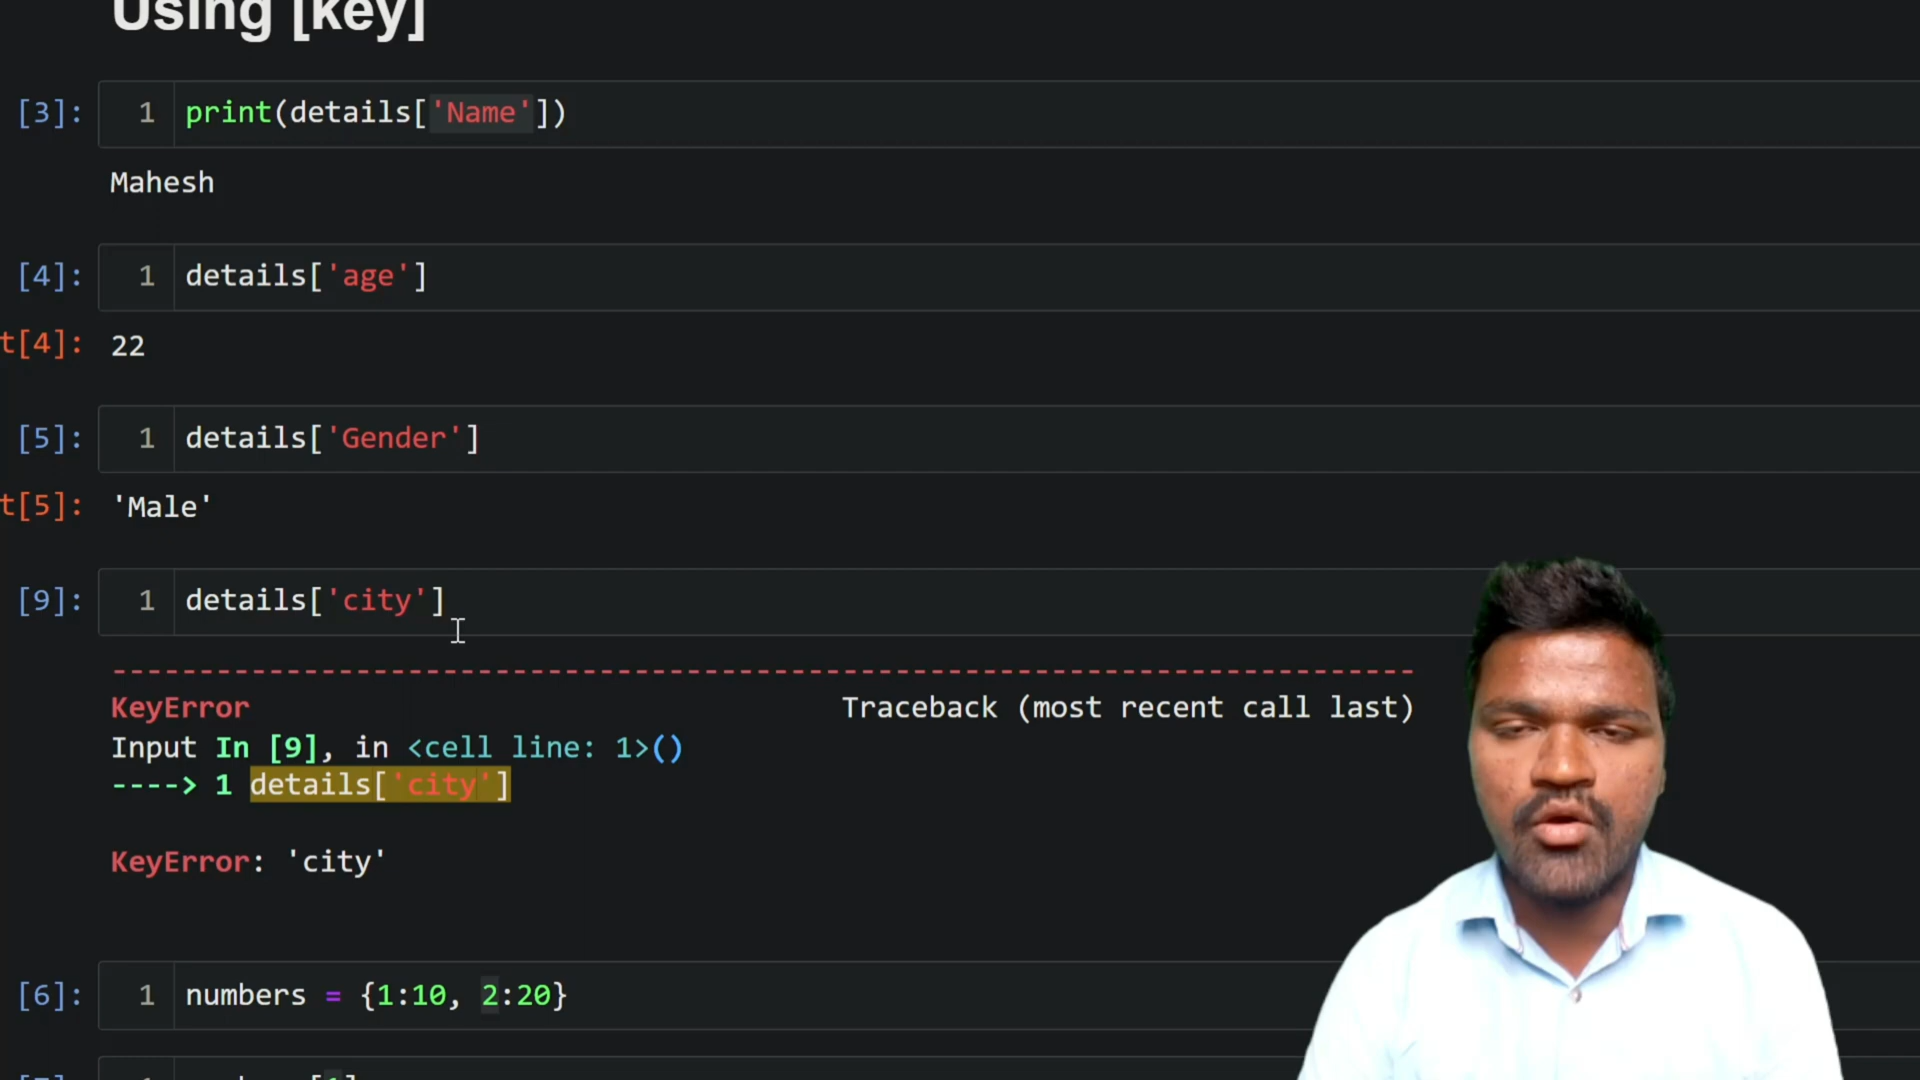 Using [key]
[3]: 1 print(details['Name'])
Mahesh
[4]: 1 details['age']
t[4]: 22
[5]: 1 details['Gender']
t[5]: 'Male'
[9]: 1 details['city']
---------------------------------------------------------------------------
KeyError Traceback (most recent call last)
Input In [9], in <cell line: 1>()
----> 1 details['city']
KeyError: 'city'
[6]: 1 numbers = {1:10, 2:20}